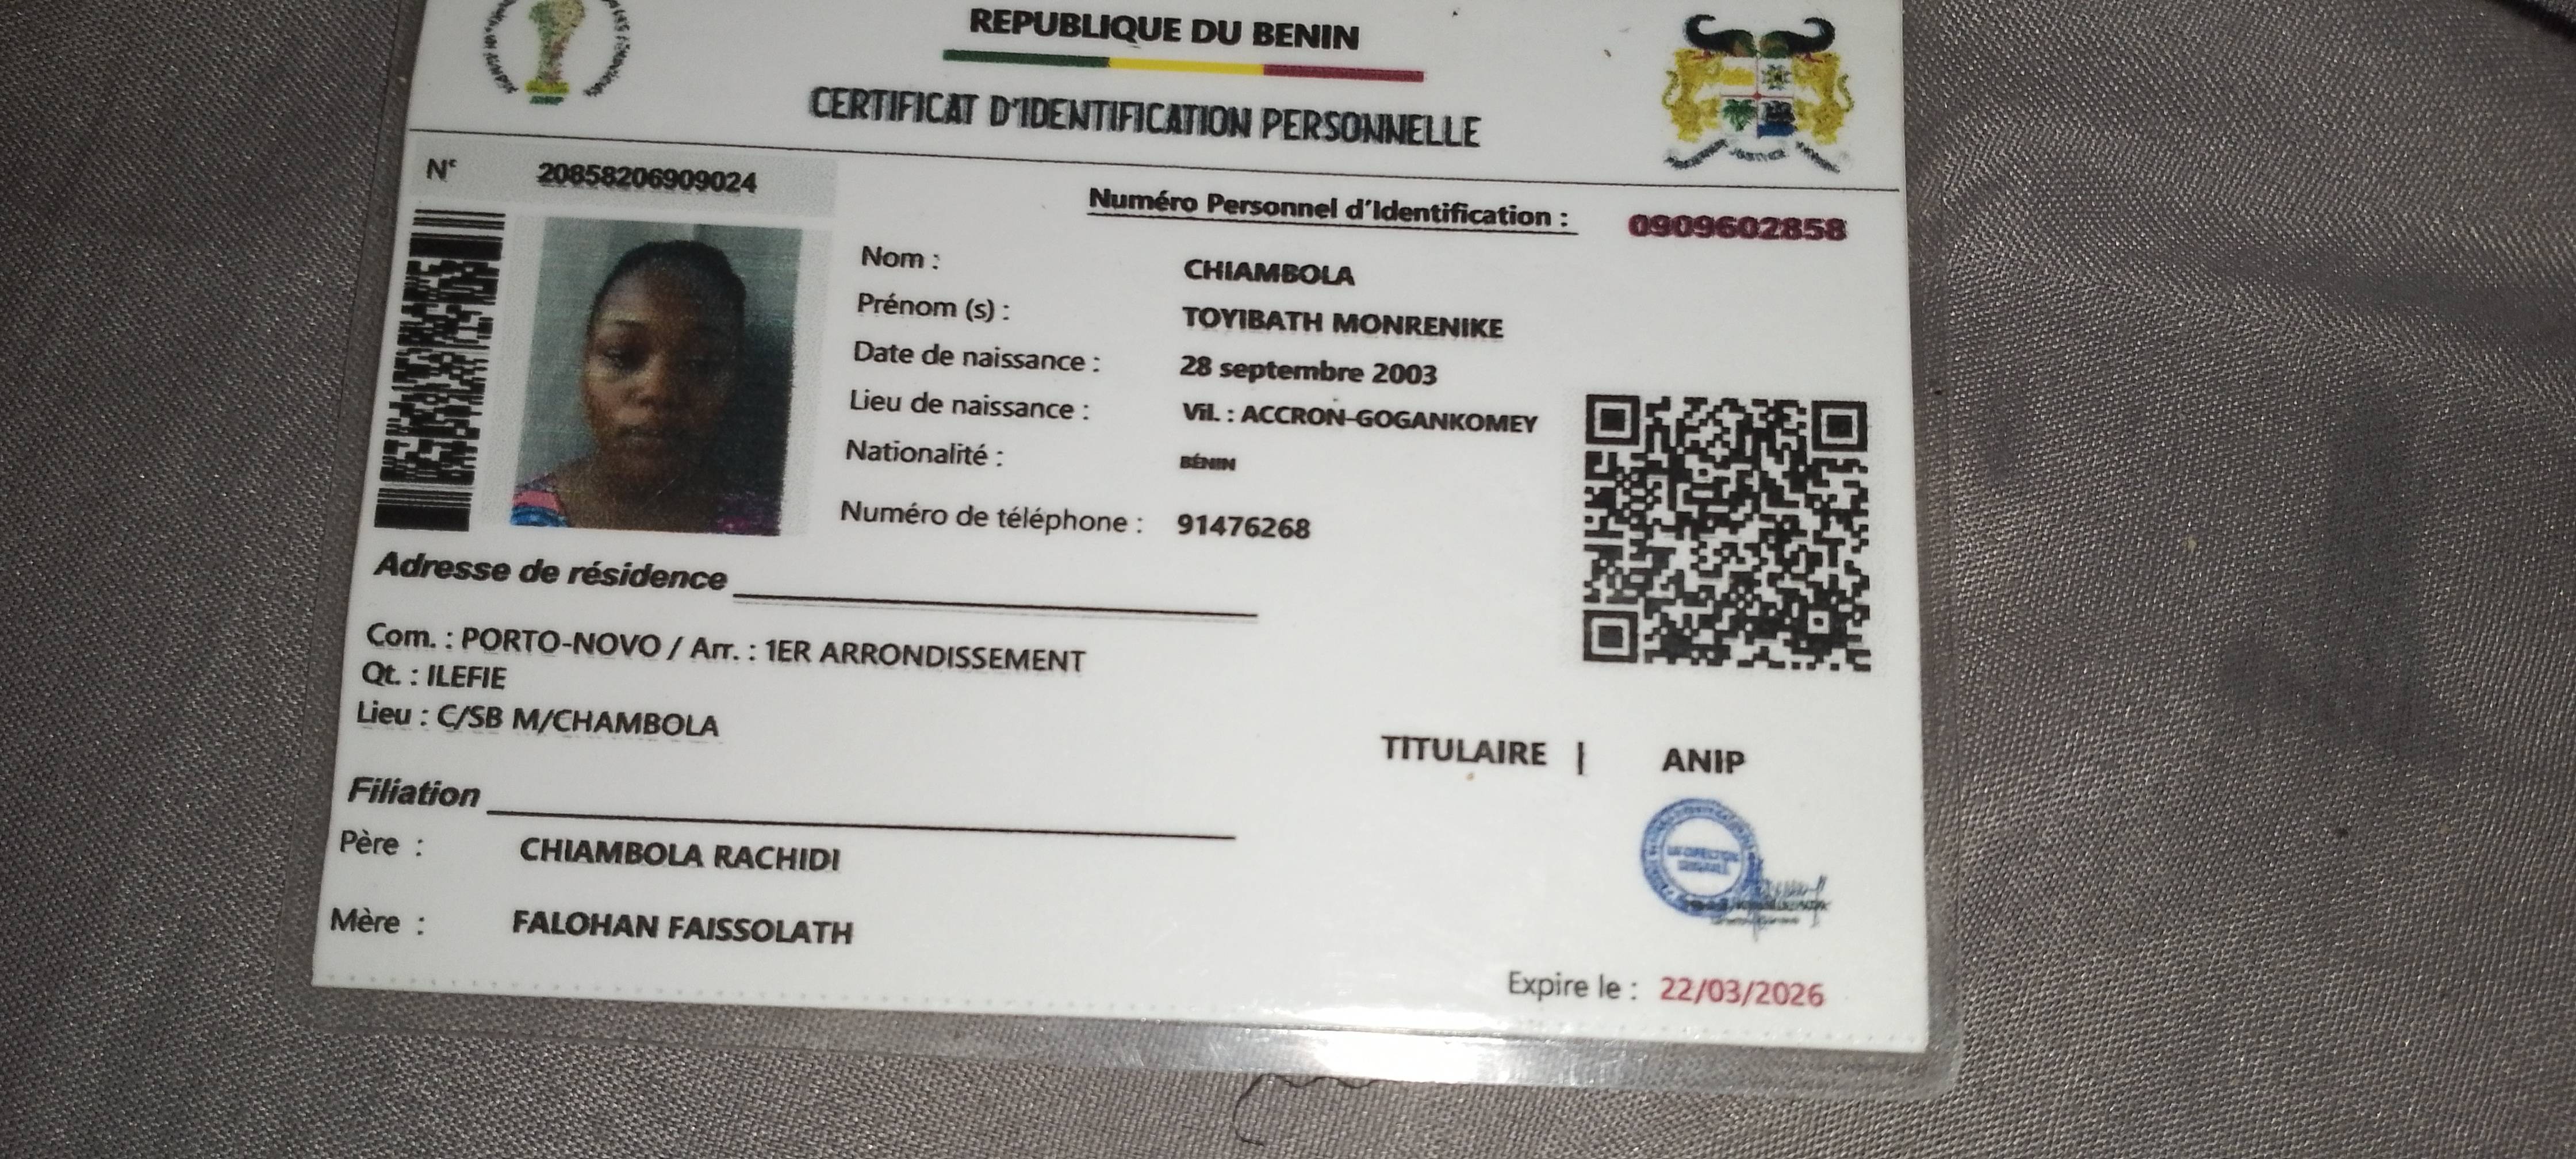 REPUBLIQUE DU BENIN
CERTIFICAT D'IDENTIFICATION PERSONNELLE
N° 20858206909024
Numéro Personnel d'Identification : 0909602858
Nom : CHIAMBOLA
Prénom (s) : TOYIBATH MONRENIKE
Date de naissance : 28 septembre 2003
Lieu de naissance : Vil. : ACCRON-GOGANKOMEY
Nationalité : BÉNIN
Numéro de téléphone : 91476268
Adresse de résidence
Com. : PORTO-NOVO / Arr. : 1ER ARRONDISSEMENT
Qt. : ILEFIE
Lieu : C/SB M/CHAMBOLA
TITULAIRE | ANIP
Filiation
Père : CHIAMBOLA RACHIDI
Mère : FALOHAN FAISSOLATH
Expire le : 22/03/2026